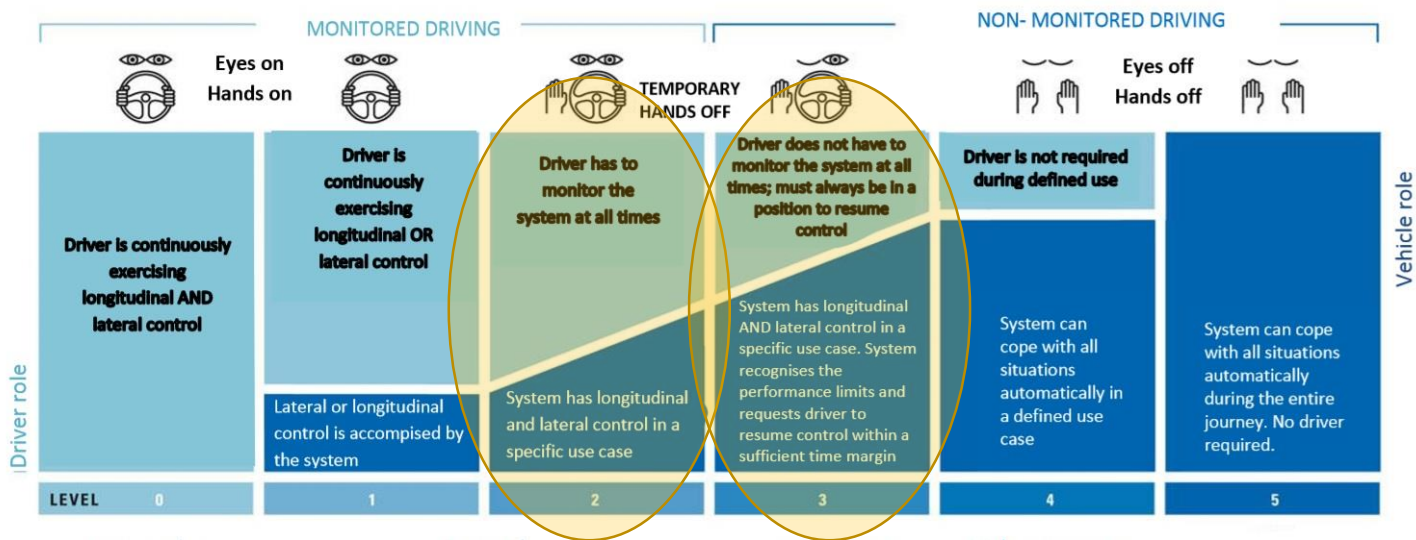 MONITORED DRIVING
NON- MONITORED DRIVING
Eyes on
Hands on
TEMPORARY
HANDS OFF
Eyes off
Hands off
Driver is continuously
exercising
longitudinal AND
lateral control
Driver is
continuously
exercising
longitudinal OR
lateral control
Lateral or longitudinal
control is accompised by
the system
Driver has to
monitor the
system at all times
System has longitudinal
and lateral control in a
specific use case
Driver does not have to
monitor the system at all
times; must always be in a
position to resume
control
System has longitudinal
AND lateral control in a
specific use case. System
recognises the
performance limits and
requests driver to
resume control within a
sufficient time margin
Driver is not required
during defined use
System can
cope with all
situations
automatically in
a defined use
case
System can cope
with all situations
automatically
during the entire
journey. No driver
required.
Driver role
Vehicle role
LEVEL 0 1 2 3 4 5